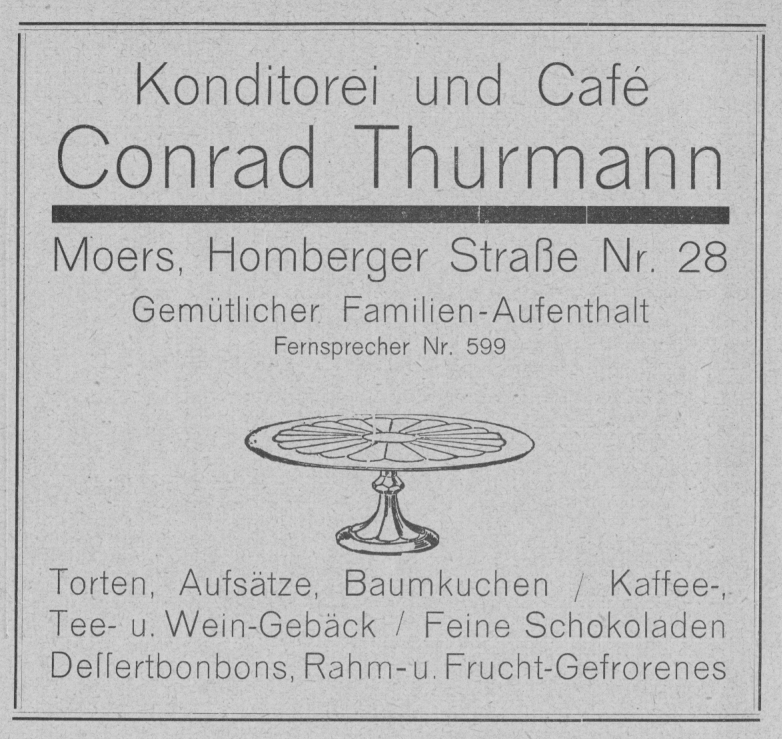 Konditorei und Café
Conrad Thurmann
Moers, Homberger Straße Nr. 28
Gemütlicher Familien-Aufenthalt
Fernsprecher Nr. 599
Torten, Aufsätze, Baumkuchen / Kaffee-,
Tee- u. Wein-Gebäck / Feine Schokoladen
Deſſertbonbons, Rahm- u. Frucht-Gefrorenes